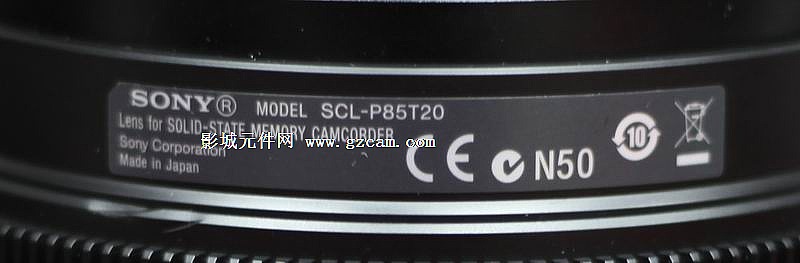 SONY® MODEL SCL-P85T20
Lens for SOLID-STATE MEMORY CAMCORDER
影城元件网 www.gzcam.com
Sony Corporation
Made in Japan
CE N50
10